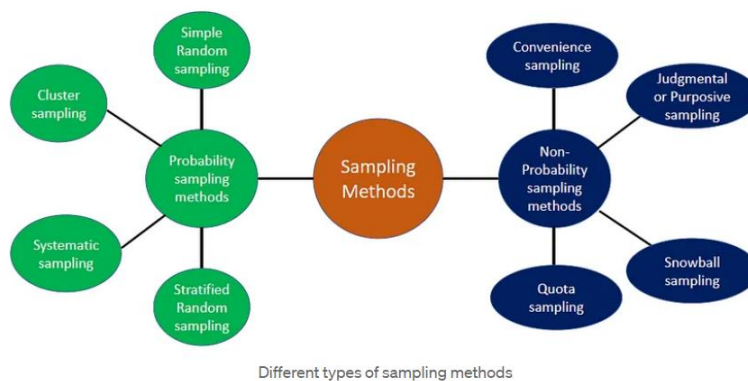 Simple
Random
sampling
Cluster
sampling
Probability
sampling
methods
Systematic
sampling
Stratified
Random
sampling
Sampling
Methods
Convenience
sampling
Judgmental
or Purposive
sampling
Non-
Probability
sampling
methods
Quota
sampling
Snowball
sampling
Different types of sampling methods